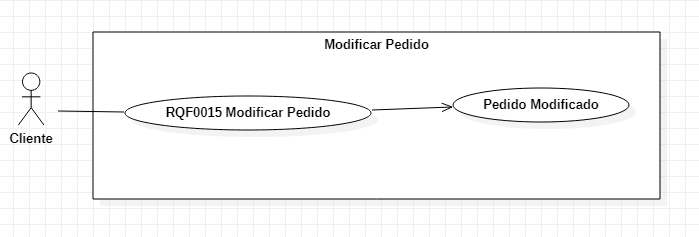 Modificar Pedido
Cliente
RQF0015 Modificar Pedido
Pedido Modificado